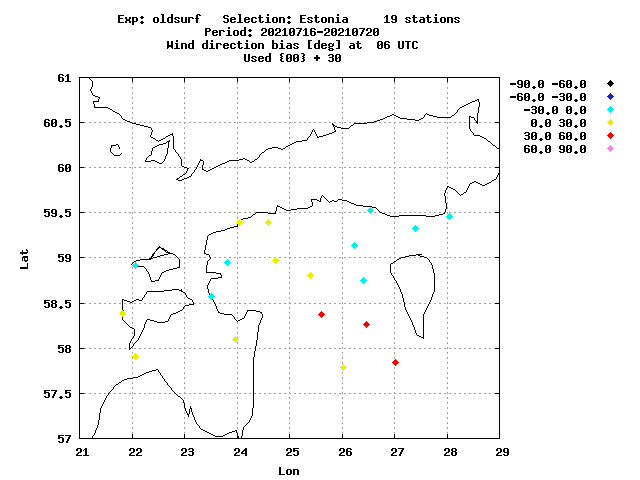 Exp: oldsurf   Selection: Estonia     19 stations
Period: 20210716-20210720
Wind direction bias [deg] at  06 UTC
Used {00} + 30
-90.0 -60.0
-60.0 -30.0
-30.0 0.0
0.0 30.0
30.0 60.0
60.0 90.0
61
60.5
60
59.5
59
58.5
58
57.5
57
Lat
21 22 23 24 25 26 27 28 29
Lon